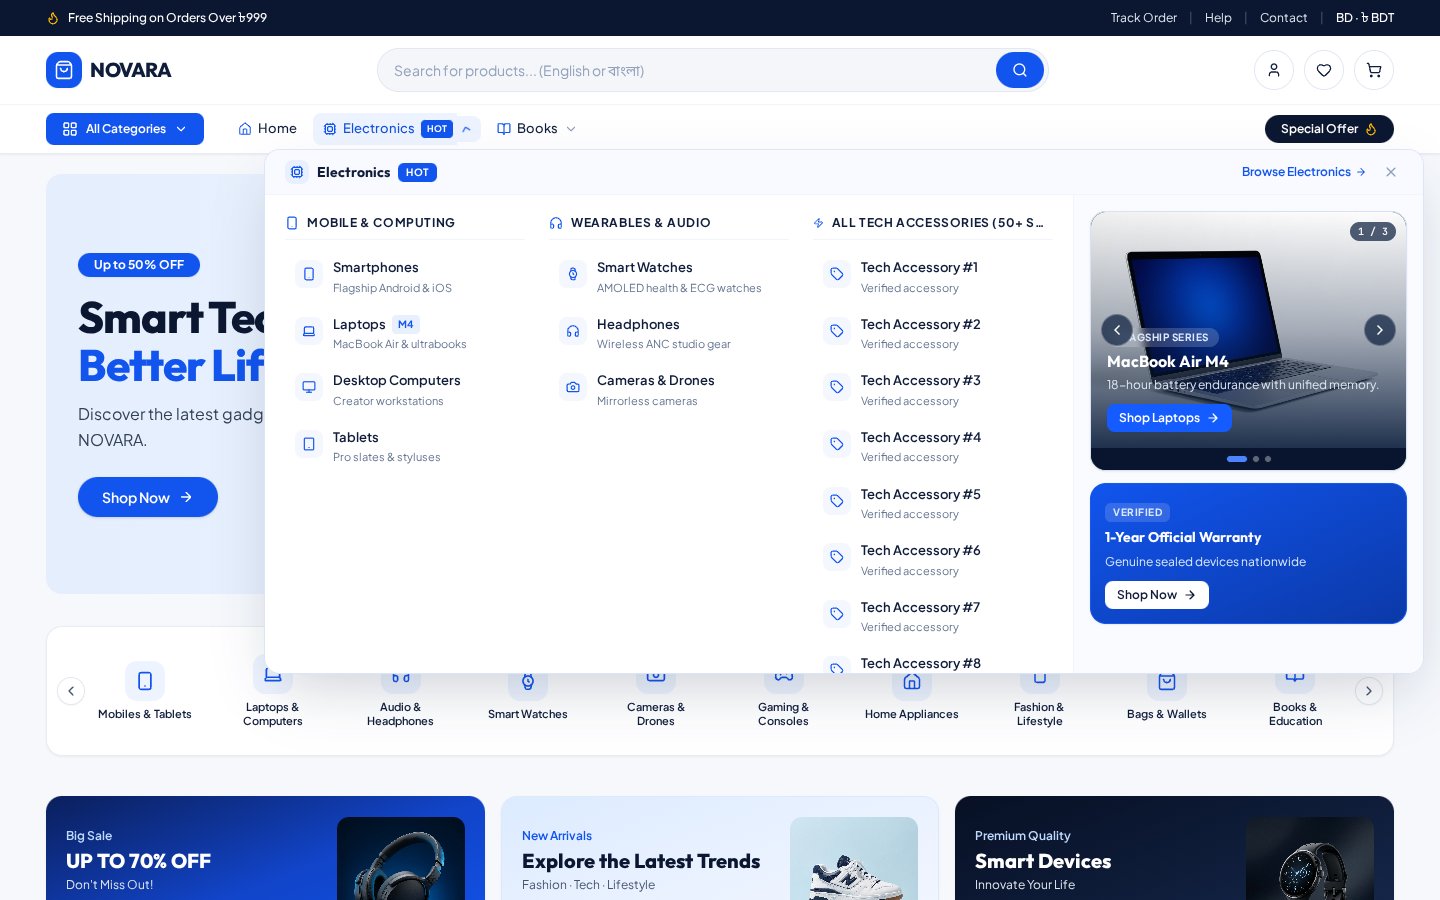 Free Shipping on Orders Over ৳999
Track Order | Help | Contact | BD · ৳ BDT
NOVARA
Search for products... (English or বাংলা)
All Categories
Home
Electronics HOT
Books
Special Offer
Electronics HOT
Browse Electronics
Up to 50% OFF
Smart Tec
Better Lif
Discover the latest gadg
NOVARA.
Shop Now
MOBILE & COMPUTING
Smartphones
Flagship Android & iOS
Laptops M4
MacBook Air & ultrabooks
Desktop Computers
Creator workstations
Tablets
Pro slates & styluses
WEARABLES & AUDIO
Smart Watches
AMOLED health & ECG watches
Headphones
Wireless ANC studio gear
Cameras & Drones
Mirrorless cameras
ALL TECH ACCESSORIES (50+ S...
Tech Accessory #1
Verified accessory
Tech Accessory #2
Verified accessory
Tech Accessory #3
Verified accessory
Tech Accessory #4
Verified accessory
Tech Accessory #5
Verified accessory
Tech Accessory #6
Verified accessory
Tech Accessory #7
Verified accessory
Tech Accessory #8
1 / 3
AGSHIP SERIES
MacBook Air M4
18-hour battery endurance with unified memory.
Shop Laptops
VERIFIED
1-Year Official Warranty
Genuine sealed devices nationwide
Shop Now
Mobiles & Tablets
Laptops &
Computers
Audio &
Headphones
Smart Watches
Cameras &
Drones
Gaming &
Consoles
Home Appliances
Fashion &
Lifestyle
Bags & Wallets
Books &
Education
Big Sale
UP TO 70% OFF
Don't Miss Out!
New Arrivals
Explore the Latest Trends
Fashion · Tech · Lifestyle
Premium Quality
Smart Devices
Innovate Your Life